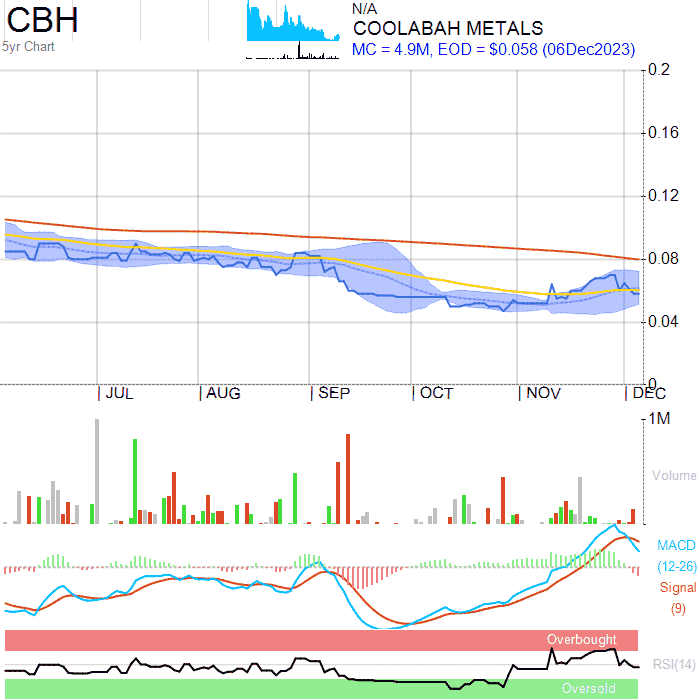 CBH
5yr Chart
N/A
COOLABAH METALS
MC = 4.9M, EOD = $0.058 (06Dec2023)
0.2
0.16
0.12
0.08
0.04
0
JUL AUG SEP OCT NOV DEC
1M
Volume
MACD
(12-26)
Signal
(9)
Overbought
RSI(14)
Oversold